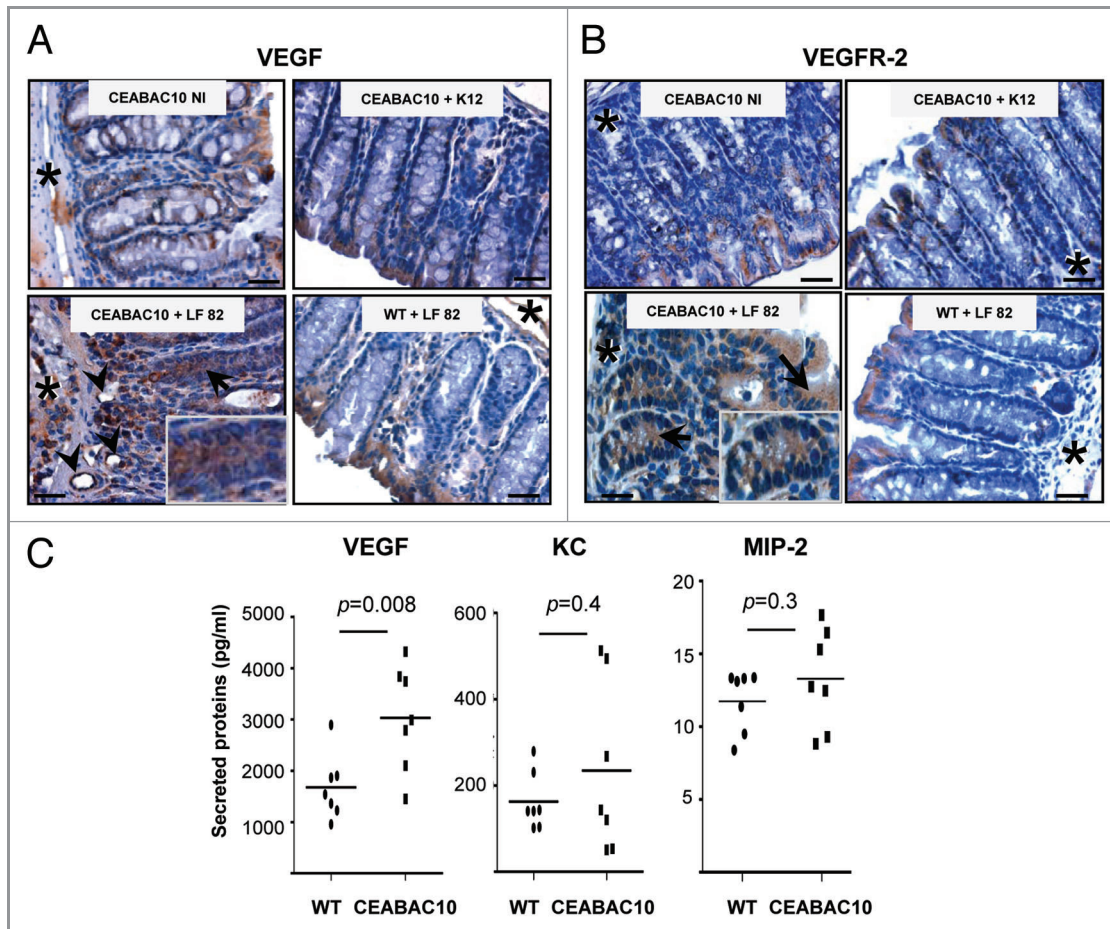 A
VEGF
CEABAC10 NI
CEABAC10 + K12
CEABAC10 + LF 82
WT + LF 82
B
VEGFR-2
CEABAC10 NI
CEABAC10 + K12
CEABAC10 + LF 82
WT + LF 82
C
VEGF
KC
MIP-2
Secreted proteins (pg/ml)
p=0.008
5000
4000
3000
2000
1000
WT CEABAC10
p=0.4
600
400
200
WT CEABAC10
p=0.3
20
15
10
5
WT CEABAC10